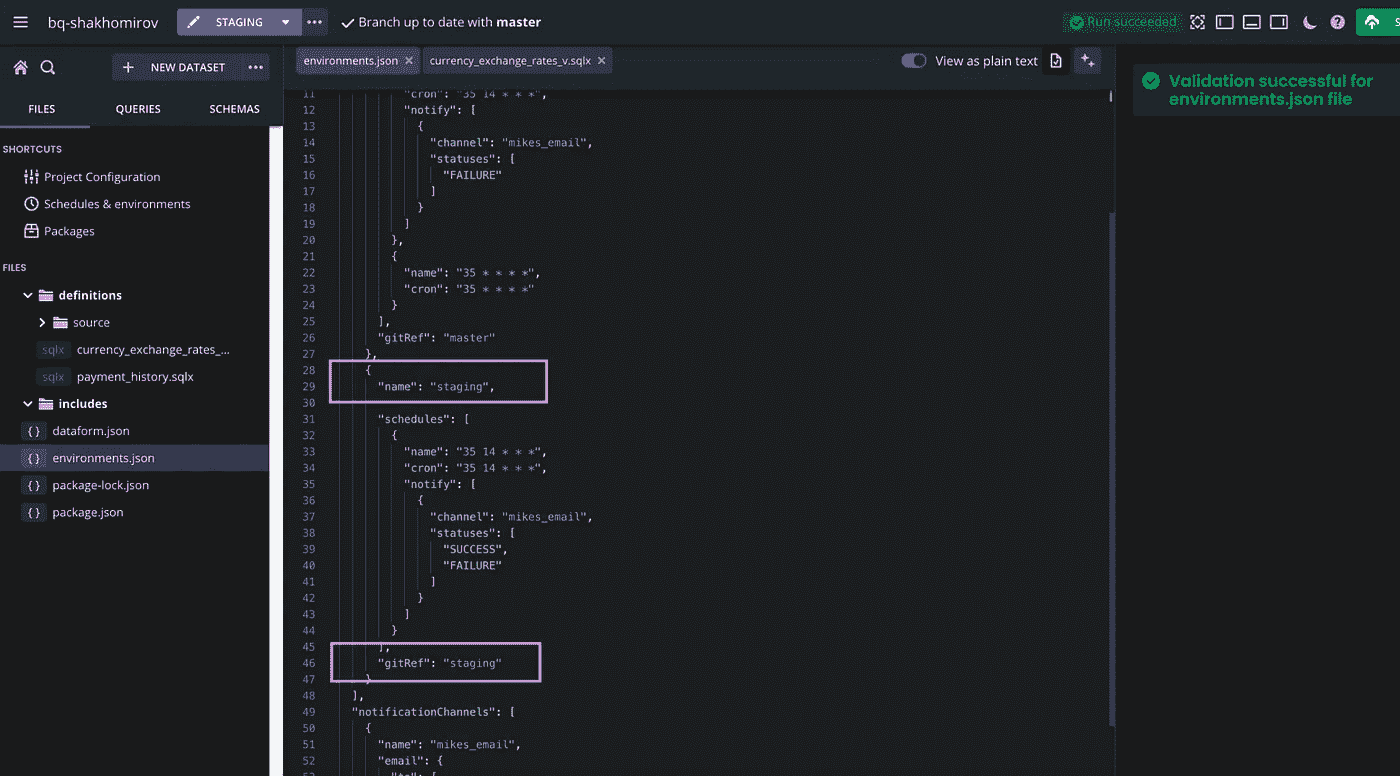 bq-shakhomirov STAGING Branch up to date with master Run succeeded
NEW DATASET
FILES QUERIES SCHEMAS
SHORTCUTS
Project Configuration
Schedules & environments
Packages
FILES
definitions
source
sqlx currency_exchange_rates_...
sqlx payment_history.sqlx
includes
{ } dataform.json
{ } environments.json
{ } package-lock.json
{ } package.json
environments.json × currency_exchange_rates_v.sqlx × View as plain text
11 "cron": "35 14 * * *",
12 "notify": [
13 {
14 "channel": "mikes_email",
15 "statuses": [
16 "FAILURE"
17 ]
18 }
19 ]
20 },
21 {
22 "name": "35 * * * *",
23 "cron": "35 * * * *"
24 }
25 ],
26 "gitRef": "master"
27 },
28 {
29 "name": "staging",
30
31 "schedules": [
32 {
33 "name": "35 14 * * *",
34 "cron": "35 14 * * *",
35 "notify": [
36 {
37 "channel": "mikes_email",
38 "statuses": [
39 "SUCCESS",
40 "FAILURE"
41 ]
42 }
43 ]
44 }
45 ],
46 "gitRef": "staging"
47 }
48 ],
49 "notificationChannels": [
50 {
51 "name": "mikes_email",
52 "email": {
53 "to": [
Validation successful for
environments.json file